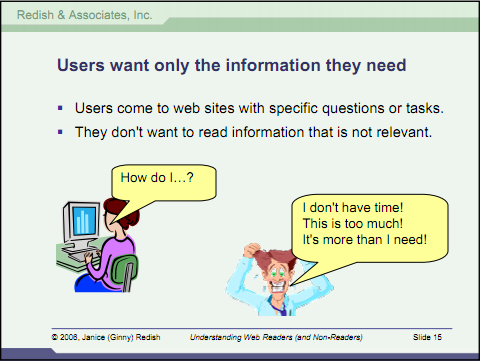 Redish & Associates, Inc.
Users want only the information they need
▪ Users come to web sites with specific questions or tasks.
▪ They don't want to read information that is not relevant.
How do I…?
I don't have time!
This is too much!
It's more than I need!
© 2006, Janice (Ginny) Redish Understanding Web Readers (and Non-Readers) Slide 15